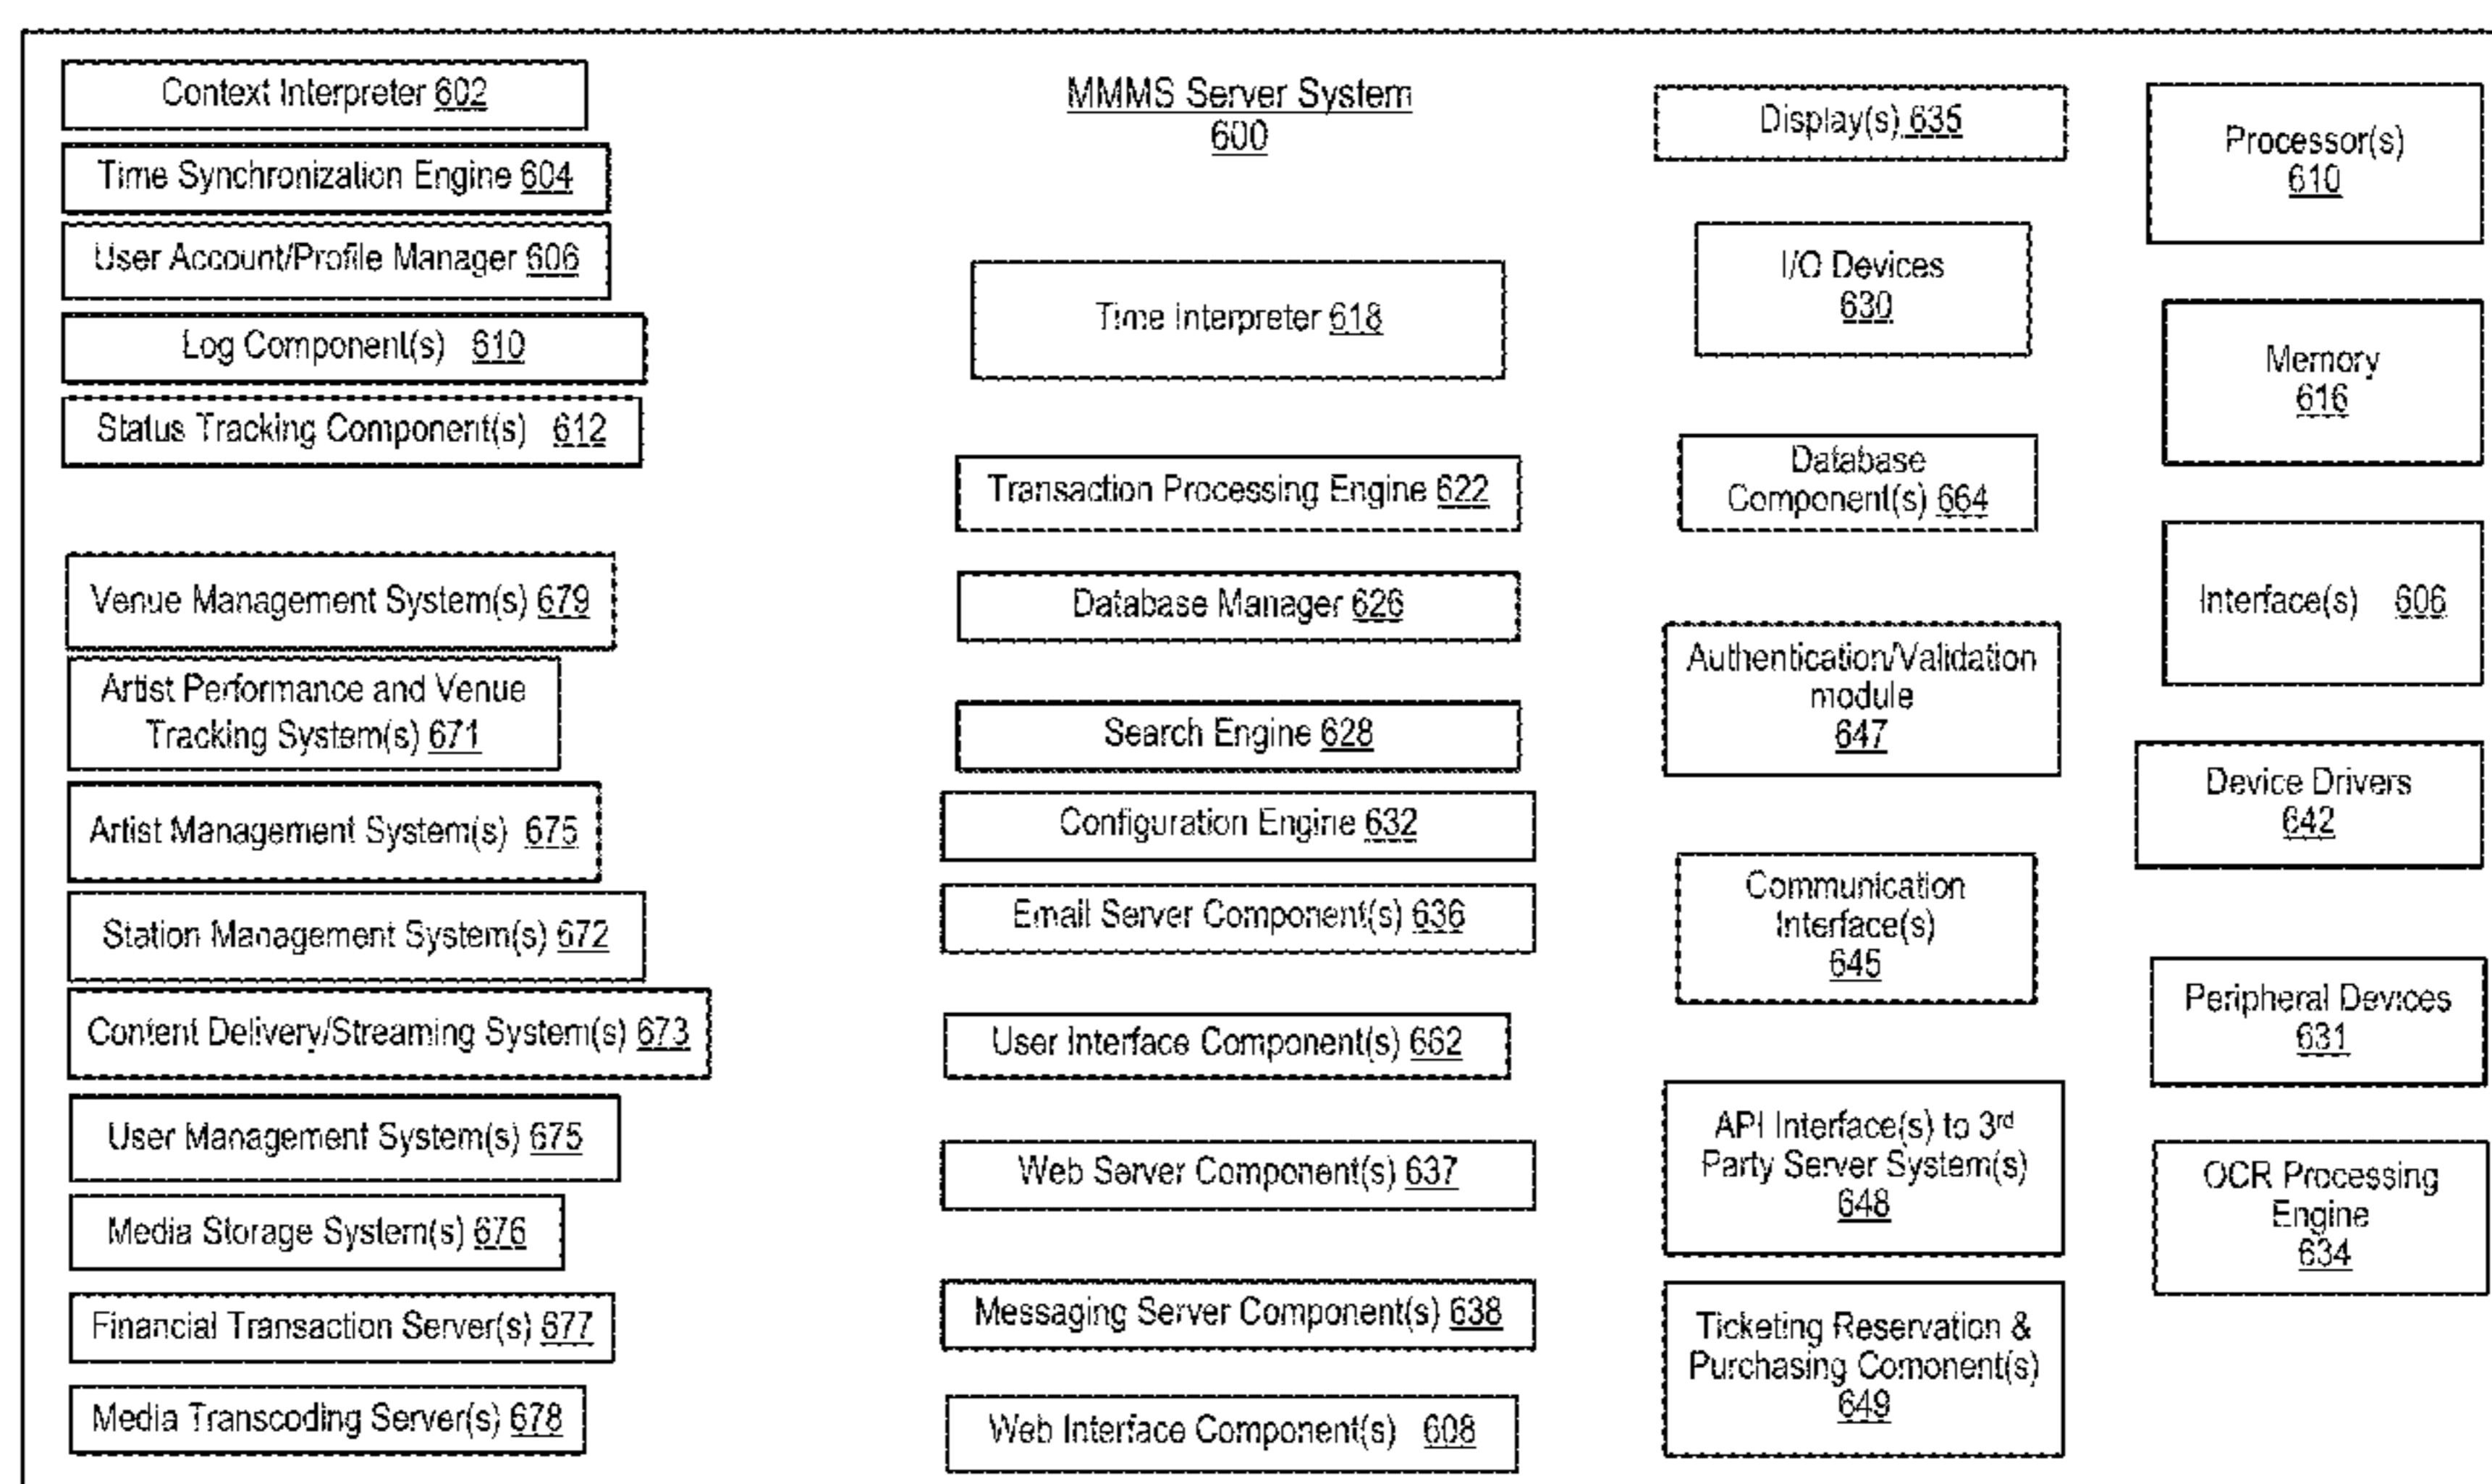 Context Interpreter 602
Time Synchronization Engine 604
User Account/Profile Manager 606
Log Component(s) 610
Status Tracking Component(s) 612
Venue Management System(s) 679
Artist Performance and Venue
Tracking System(s) 671
Artist Management System(s) 675
Station Management System(s) 672
Content Delivery/Streaming System(s) 673
User Management System(s) 675
Media Storage System(s) 676
Financial Transaction Server(s) 677
Media Transcoding Server(s) 678
MMMS Server System
600
Time Interpreter 618
Transaction Processing Engine 622
Database Manager 626
Search Engine 628
Configuration Engine 632
Email Server Component(s) 636
User Interface Component(s) 662
Web Server Component(s) 637
Messaging Server Component(s) 638
Web Interface Component(s) 608
Display(s) 635
I/O Devices
630
Database
Component(s) 664
Authentication/Validation
module
647
Communication
Interface(s)
645
API Interface(s) to 3rd
Party Server System(s)
648
Ticketing Reservation &
Purchasing Comonent(s)
649
Processor(s)
610
Memory
616
Interface(s) 606
Device Drivers
642
Peripheral Devices
631
OCR Processing
Engine
634